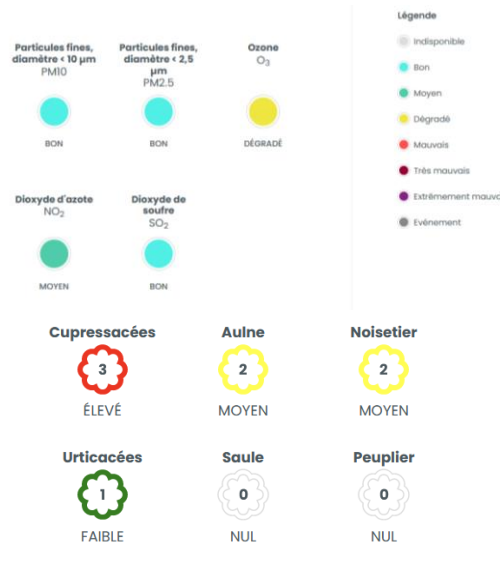 Légende
Indisponible
Bon
Moyen
Dégradé
Mauvais
Très mauvais
Extrêmement mauvc
Evénement
Particules fines,
diamètre < 10 µm
PM10
BON
Particules fines,
diamètre < 2,5
µm
PM2.5
BON
Ozone
O3
DÉGRADÉ
Dioxyde d'azote
NO2
MOYEN
Dioxyde de
soufre
SO2
BON
Cupressacées
3
ÉLEVÉ
Aulne
2
MOYEN
Noisetier
2
MOYEN
Urticacées
1
FAIBLE
Saule
0
NUL
Peuplier
0
NUL